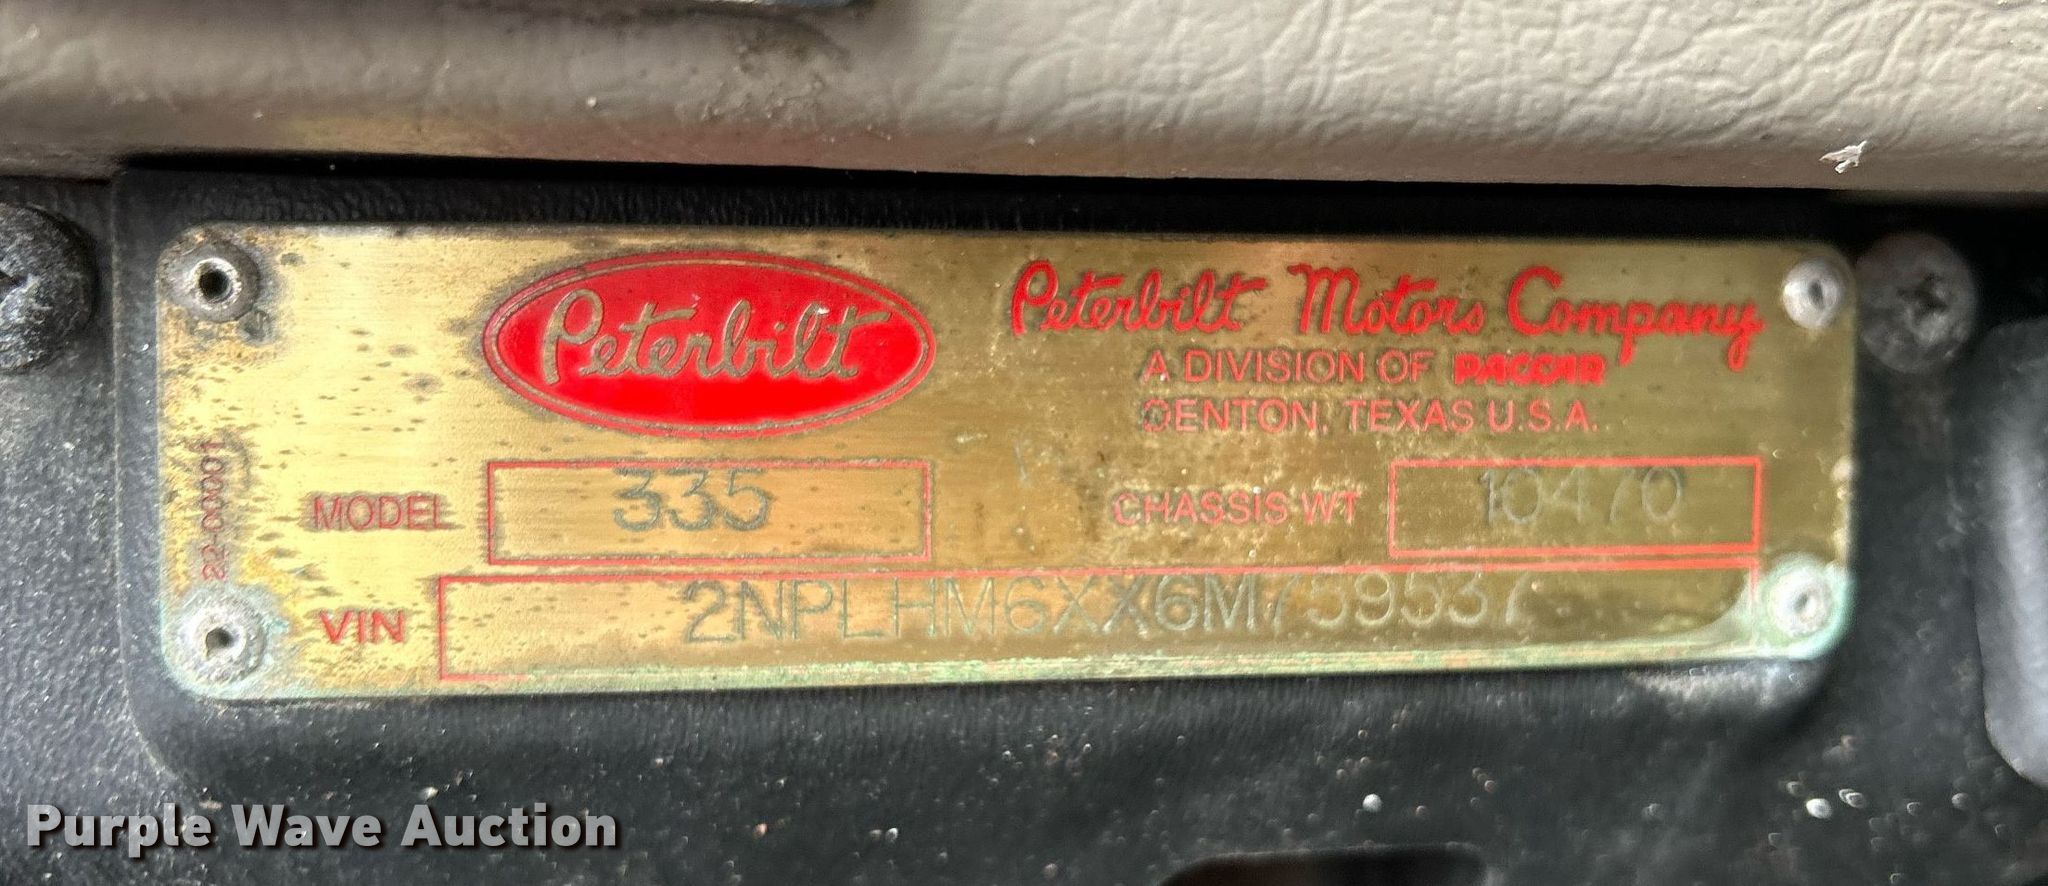 Peterbilt
Peterbilt Motors Company
A DIVISION OF PACCAR
DENTON, TEXAS U.S.A.
22-00001
MODEL 335
CHASSIS WT 10470
VIN 2NPLHM6XX6M759537
Purple Wave Auction